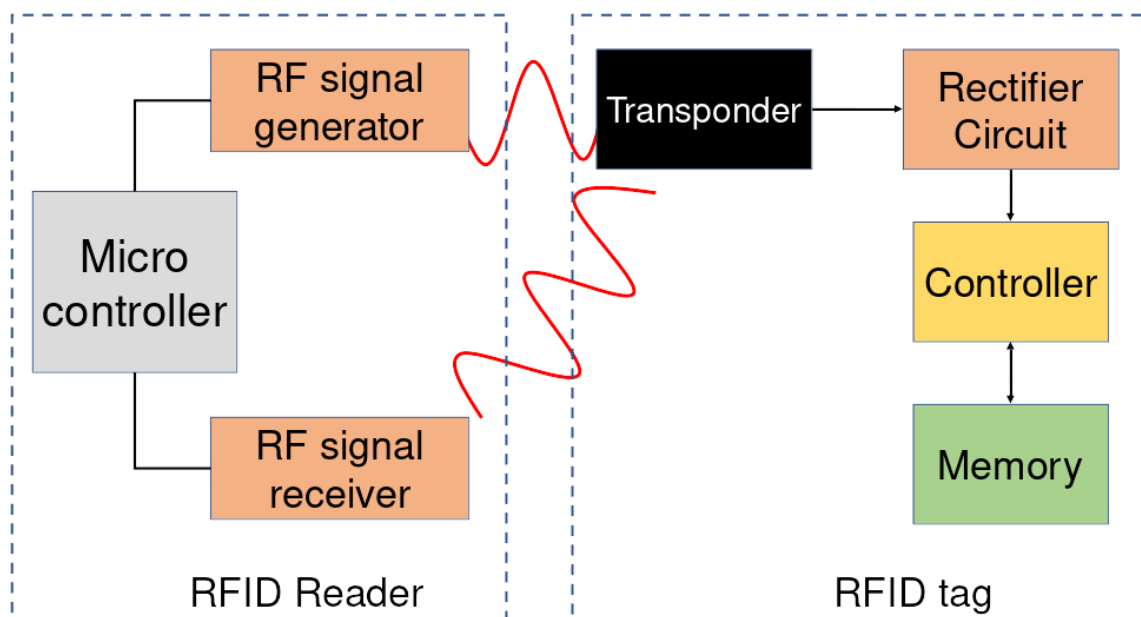 RF signal
generator
Transponder
Rectifier
Circuit
Micro
controller
Controller
RF signal
receiver
Memory
RFID Reader
RFID tag